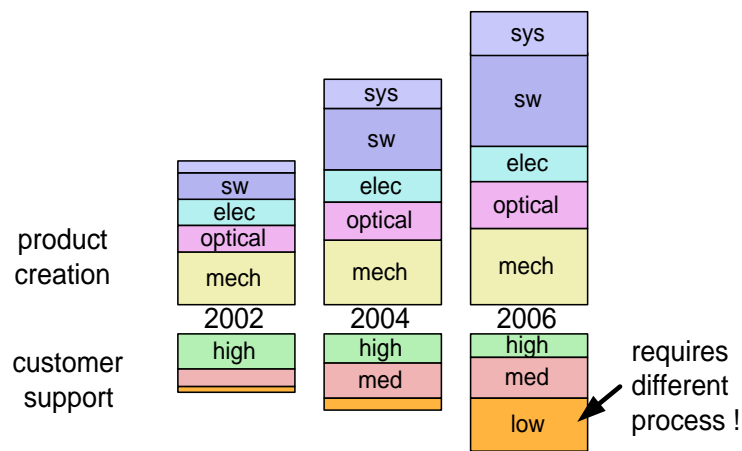 sys
sw
elec
optical
mech
sys
sw
elec
optical
mech
sw
elec
optical
mech
product
creation
2002
2004
2006
customer
support
high
high
med
high
med
low
requires
different
process !